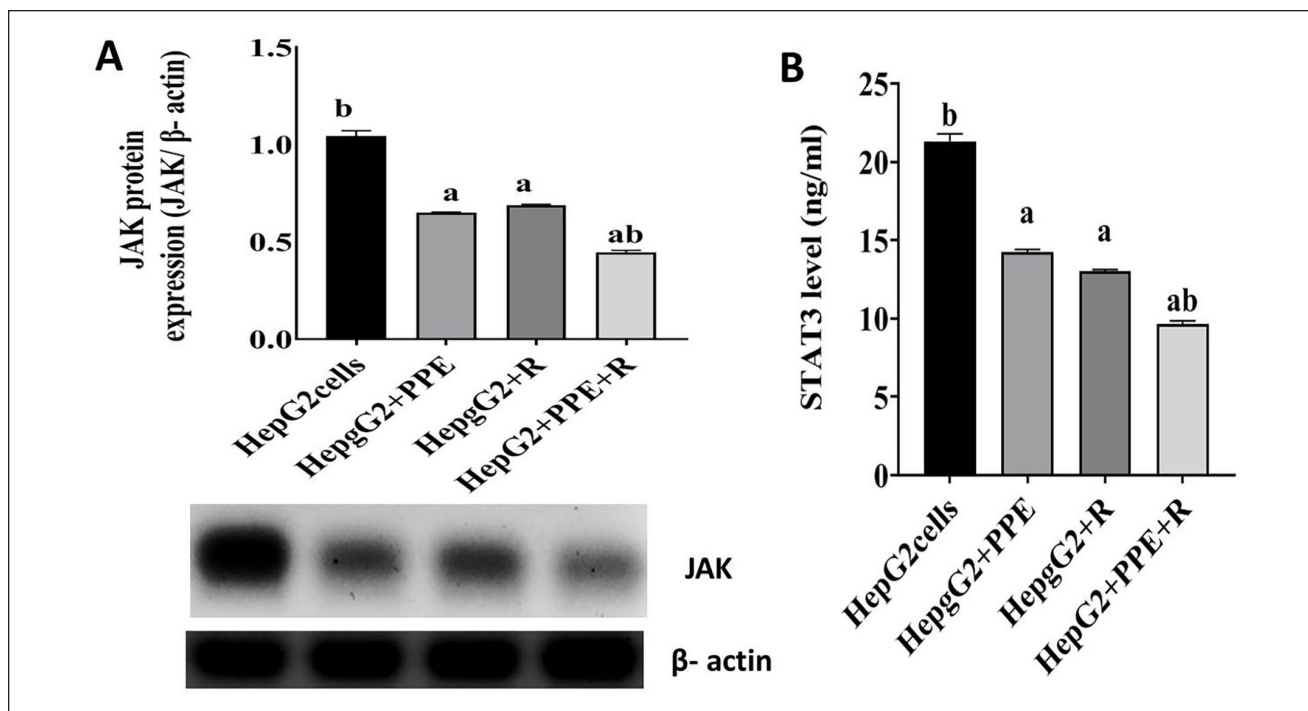 A
JAK protein
expression (JAK/ β- actin)
1.5
1.0
0.5
0.0
b
a
a
ab
HepG2cells
HepgG2+PPE
HepgG2+R
HepG2+PPE+R
JAK
β- actin
B
STAT3 level (ng/ml)
25
20
15
10
5
0
b
a
a
ab
HepG2cells
HepgG2+PPE
HepgG2+R
HepG2+PPE+R